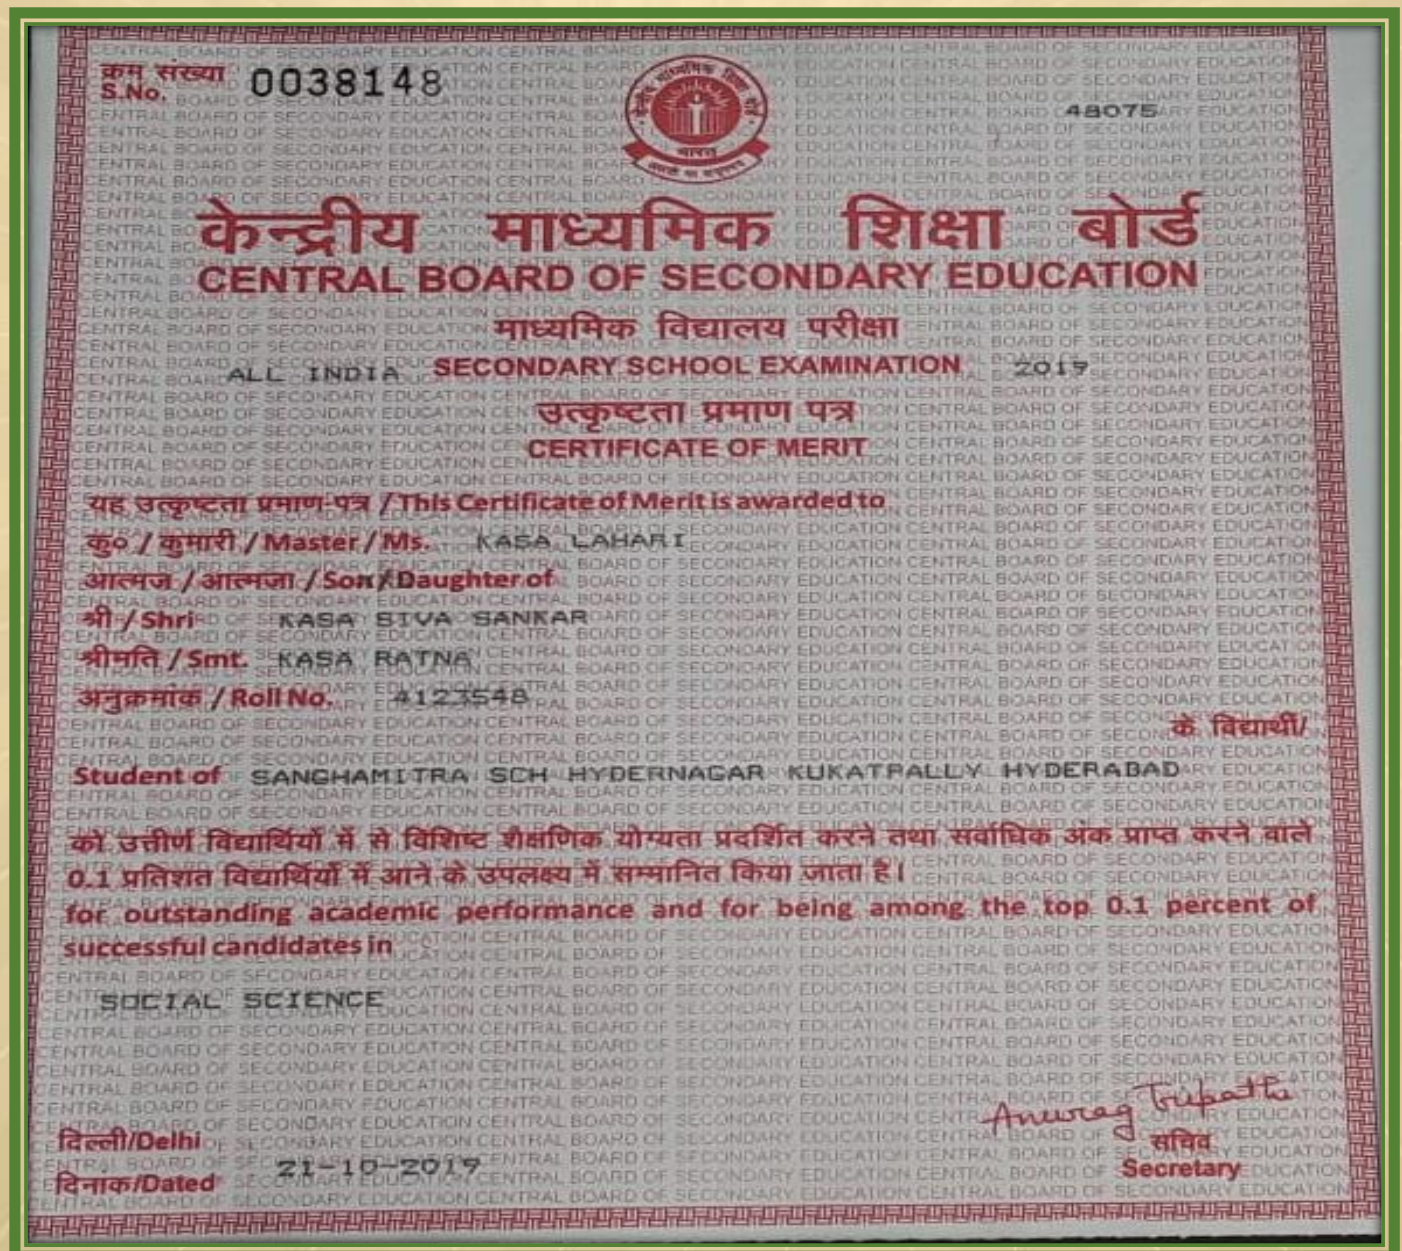 क्रम संख्या
S.No. 0038148
केन्द्रीय माध्यमिक शिक्षा बोर्ड
भारत
48075
केन्द्रीय माध्यमिक शिक्षा बोर्ड
CENTRAL BOARD OF SECONDARY EDUCATION
माध्यमिक विद्यालय परीक्षा
ALL INDIA SECONDARY SCHOOL EXAMINATION 2019
उत्कृष्टता प्रमाण पत्र
CERTIFICATE OF MERIT
यह उत्कृष्टता प्रमाण-पत्र / This Certificate of Merit is awarded to
कु० / कुमारी / Master / Ms. KASA LAHARI
आत्मज / आत्मजा / Son / Daughter of
श्री / Shri KASA SIVA SANKAR
श्रीमति / Smt. KASA RATNA
अनुक्रमांक / Roll No. 4123548
के विद्यार्थी/
Student of SANGHAMITRA SCH HYDERNAGAR KUKATPALLY HYDERABAD
को उत्तीर्ण विद्यार्थियों में से विशिष्ट शैक्षणिक योग्यता प्रदर्शित करने तथा सर्वाधिक अंक प्राप्त करने वाले
0.1 प्रतिशत विद्यार्थियों में आने के उपलक्ष्य में सम्मानित किया जाता है।
for outstanding academic performance and for being among the top 0.1 percent of
successful candidates in
SOCIAL SCIENCE
Anurag Tripathi
दिल्ली/Delhi
सचिव
21-10-2019
Secretary
दिनाक/Dated